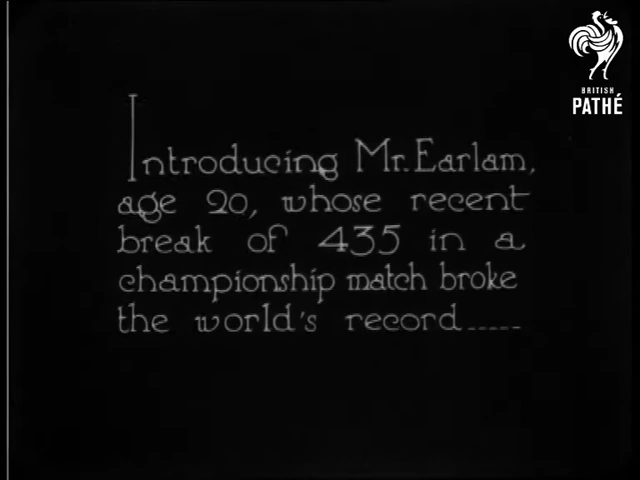 BRITISH
PATHÉ
Introducing Mr. Earlam,
age 20, whose recent
break of 435 in a
championship match broke
the world's record.....